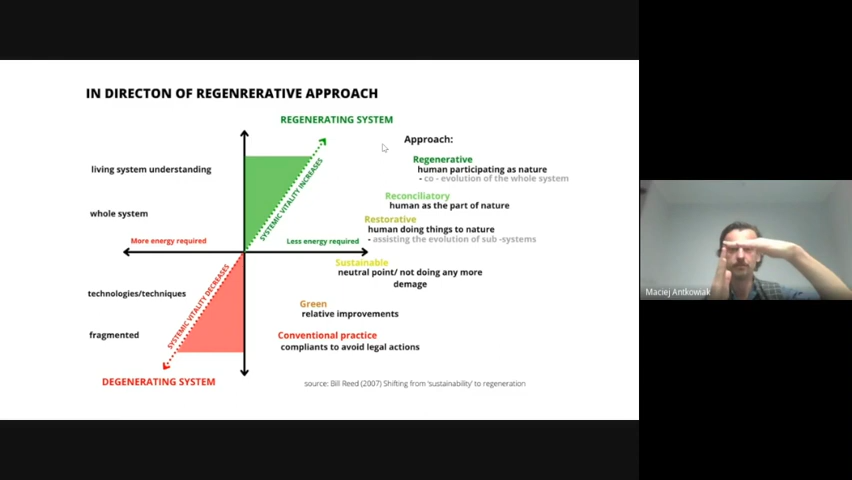 IN DIRECTON OF REGENRERATIVE APPROACH
REGENERATING SYSTEM
Approach:
living system understanding
whole system
More energy required
Less energy required
SYSTEMIC VITALITY INCREASES
SYSTEMIC VITALITY DECREASES
technologies/techniques
fragmented
DEGENERATING SYSTEM
Regenerative
human participating as nature
- co - evolution of the whole system
Reconciliatory
human as the part of nature
Restorative
human doing things to nature
- assisting the evolution of sub -systems
Sustainable
neutral point/ not doing any more
damage
Green
relative improvements
Conventional practice
compliants to avoid legal actions
source: Bill Reed (2007) Shifting from 'sustainability' to regeneration
Maciej Antkowiak